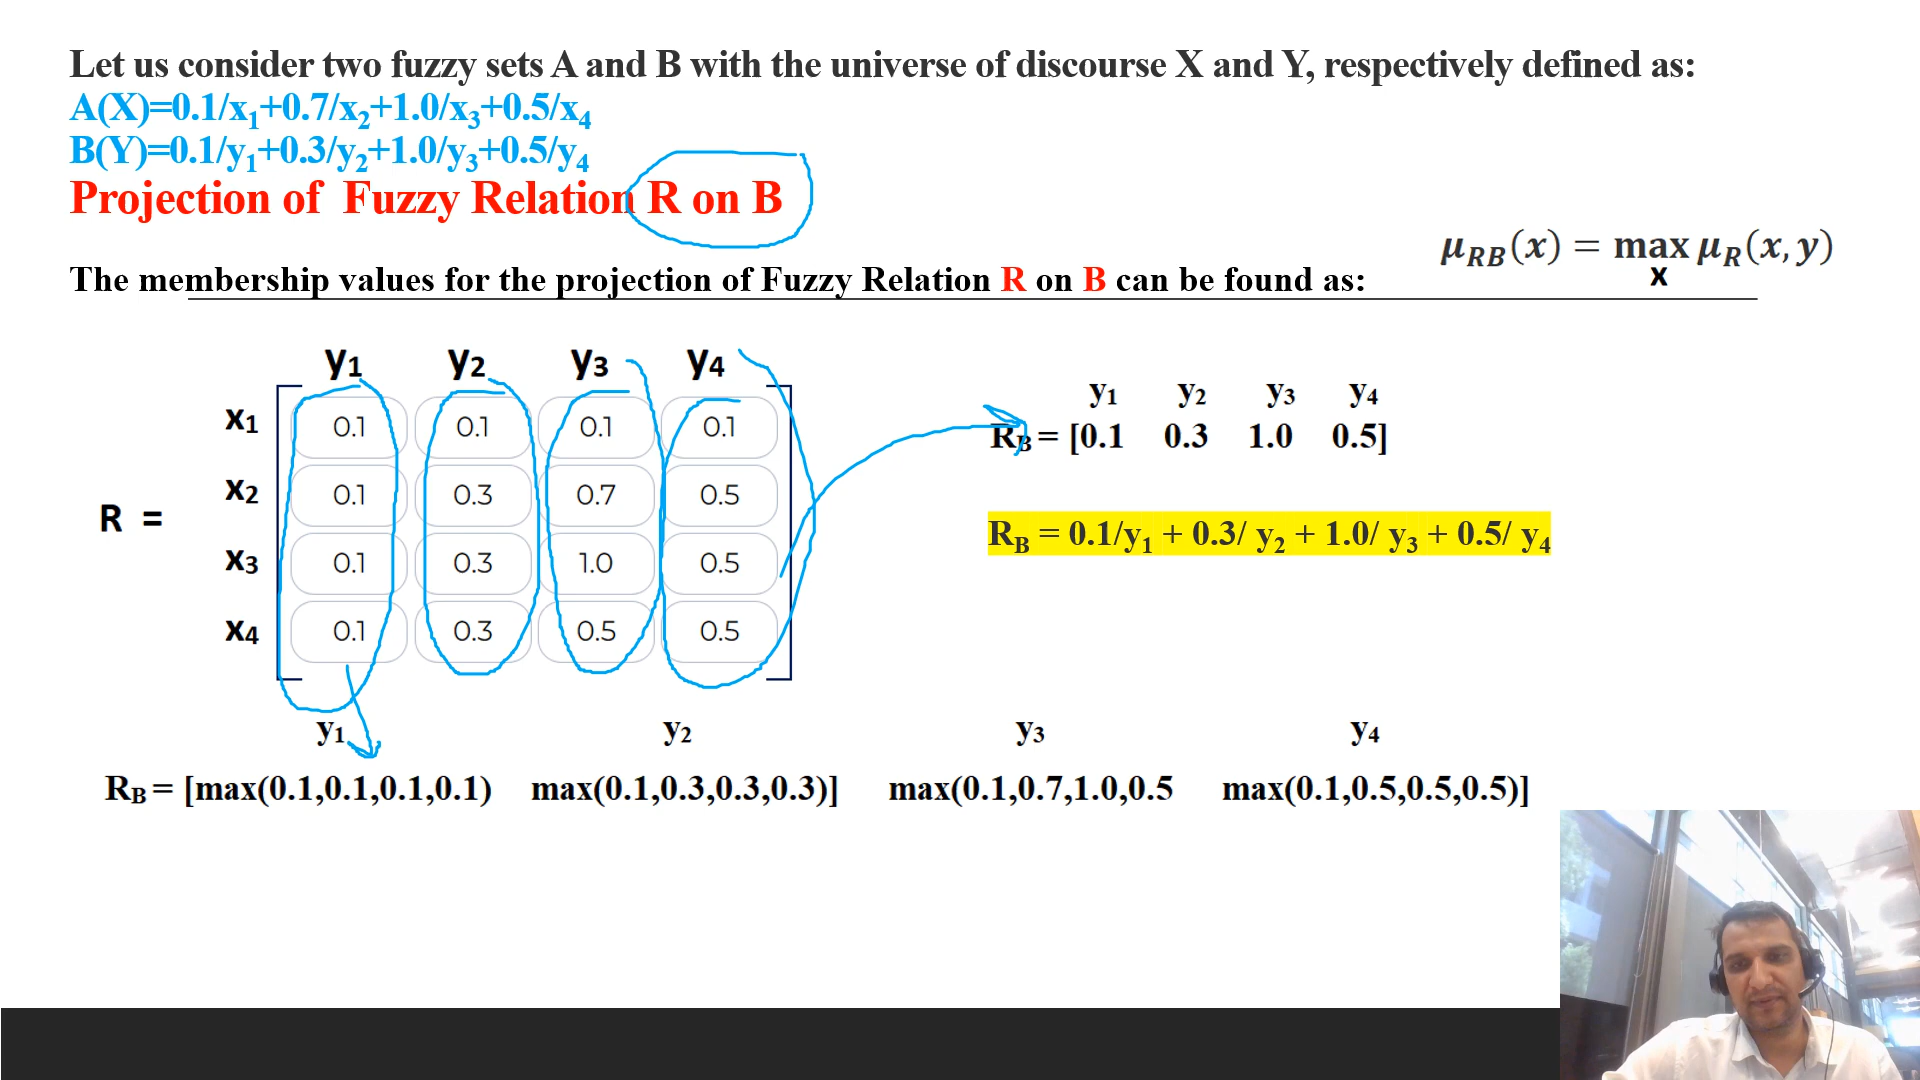 Let us consider two fuzzy sets A and B with the universe of discourse X and Y, respectively defined as:
A(X)=0.1/x₁+0.7/x₂+1.0/x₃+0.5/x₄
B(Y)=0.1/y₁+0.3/y₂+1.0/y₃+0.5/y₄
Projection of Fuzzy Relation R on B
μRB(x) = max μR(x, y)
x
The membership values for the projection of Fuzzy Relation R on B can be found as:
y1 y2 y3 y4
x1 0.1 0.1 0.1 0.1
x2 0.1 0.3 0.7 0.5
R =
x3 0.1 0.3 1.0 0.5
x4 0.1 0.3 0.5 0.5
y1 y2 y3 y4
RB = [0.1 0.3 1.0 0.5]
RB = 0.1/y₁ + 0.3/ y₂ + 1.0/ y₃ + 0.5/ y₄
y1 y2 y3 y4
RB = [max(0.1,0.1,0.1,0.1) max(0.1,0.3,0.3,0.3)] max(0.1,0.7,1.0,0.5 max(0.1,0.5,0.5,0.5)]